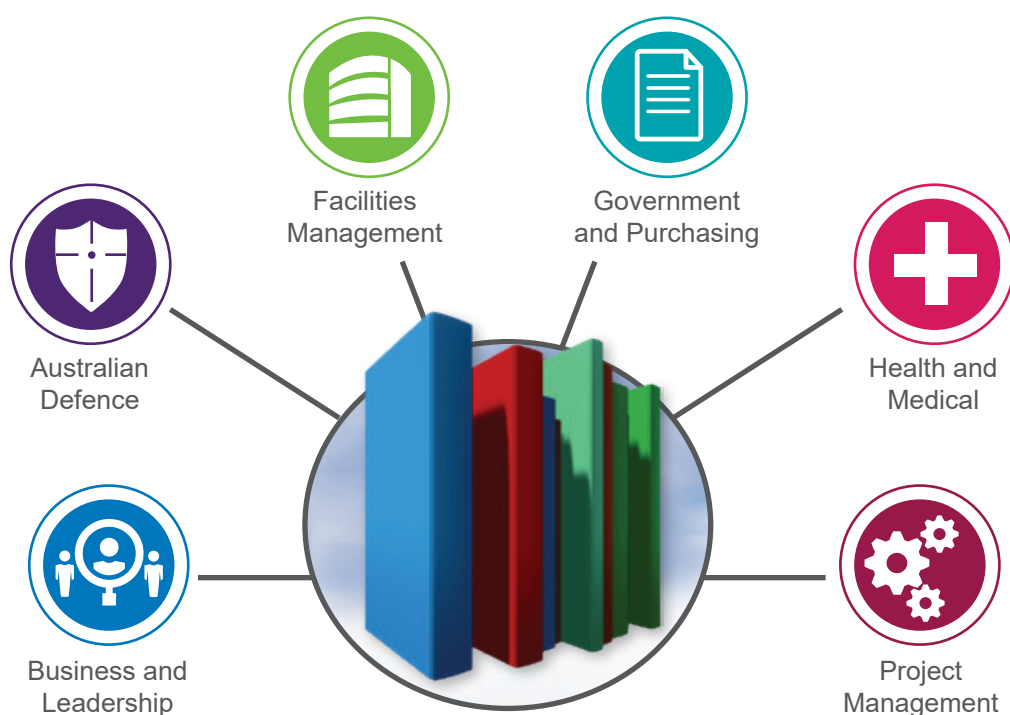 Facilities
Management
Government
and Purchasing
Australian
Defence
Health and
Medical
Business and
Leadership
Project
Management